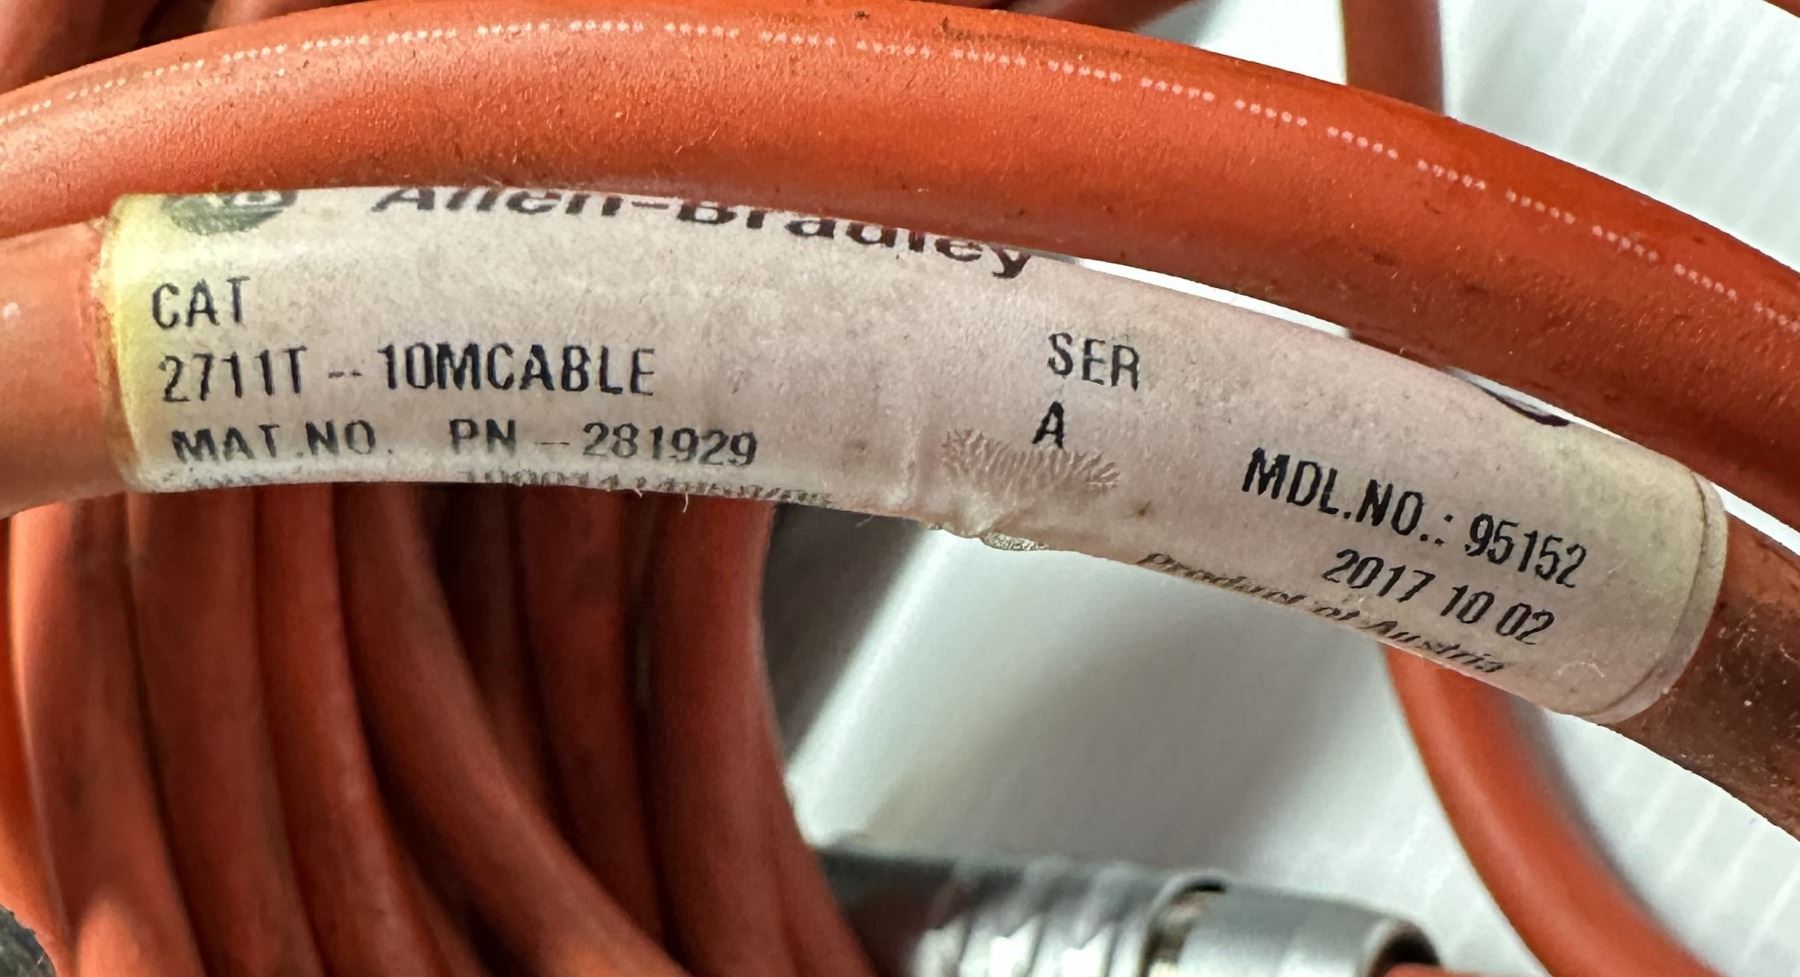 AB Allen-Bradley
CAT
2711T-10MCABLE
MAT.NO. PN-281929
SER
A
MDL.NO.: 95152
2017 10 02
Product of Austria